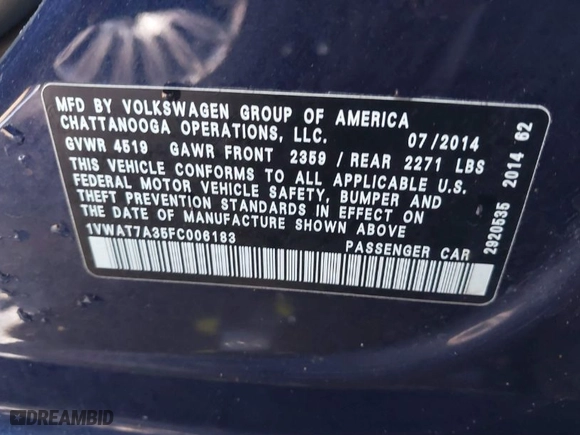 MFD BY VOLKSWAGEN GROUP OF AMERICA
CHATTANOOGA OPERATIONS, LLC. 07/2014
GVWR 4519 GAWR FRONT 2359 / REAR 2271 LBS
THIS VEHICLE CONFORMS TO ALL APPLICABLE U.S.
FEDERAL MOTOR VEHICLE SAFETY, BUMPER AND
THEFT PREVENTION STANDARDS IN EFFECT ON
THE DATE OF MANUFACTURE SHOWN ABOVE
1VWAT7A35FC006183 PASSENGER CAR
2920535 2014 62
DREAMBID